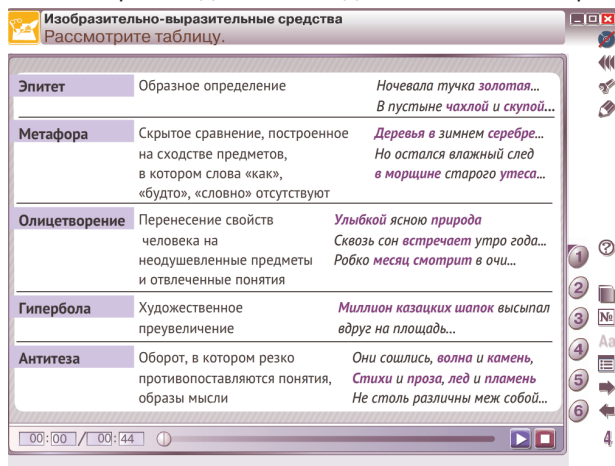 Изобразительно-выразительные средства
Рассмотрите таблицу.
Эпитет Образное определение Ночевала тучка золотая...
В пустыне чахлой и скупой...
Метафора Скрытое сравнение, построенное Деревья в зимнем серебре...
на сходстве предметов, Но остался влажный след
в котором слова «как», в морщине старого утеса...
«будто», «словно» отсутствуют
Олицетворение Перенесение свойств Улыбкой ясною природа
человека на Сквозь сон встречает утро года...
неодушевленные предметы Робко месяц смотрит в очи...
и отвлеченные понятия
Гипербола Художественное Миллион казацких шапок высыпал
преувеличение вдруг на площадь...
Антитеза Оборот, в котором резко Они сошлись, волна и камень,
противопоставляются понятия, Стихи и проза, лед и пламень
образы мысли Не столь различны меж собой...
00:00 / 00:44
1
2
3 №
4 Aa
5
6
4